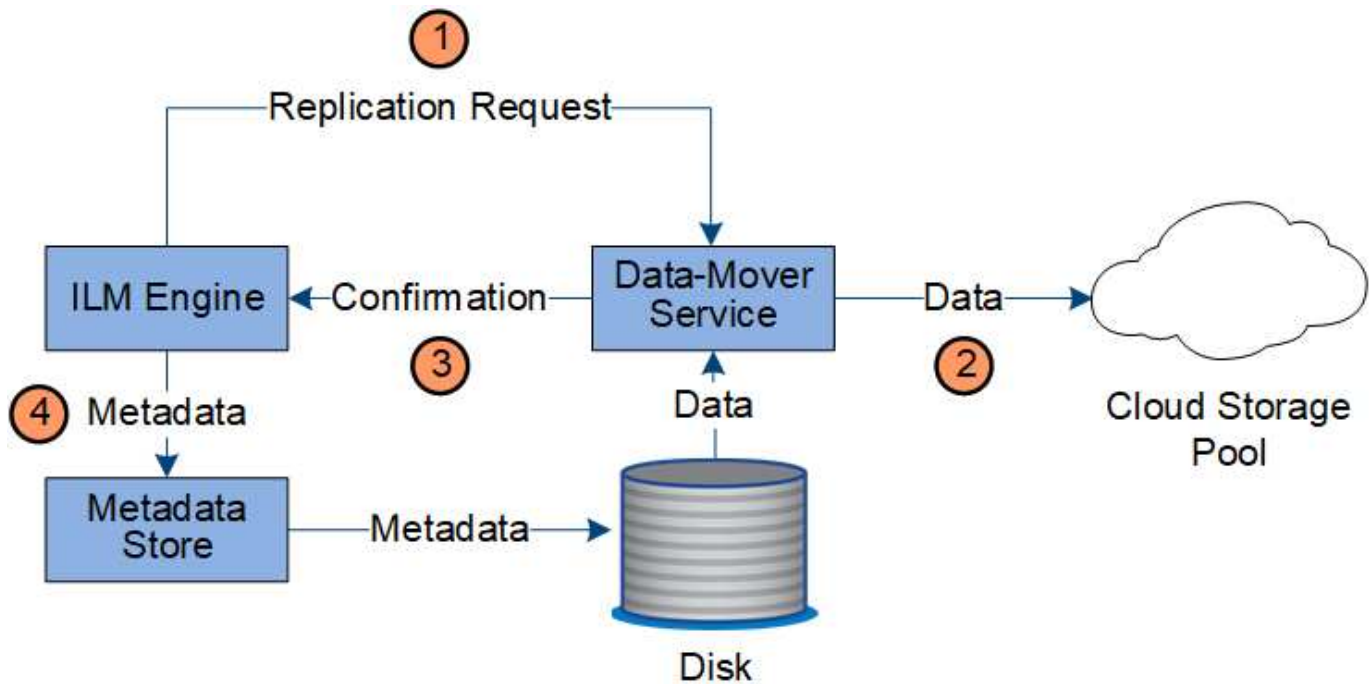 1
Replication Request
ILM Engine
Confirmation
Data-Mover
Service
Data
3
2
4
Metadata
Data
Cloud Storage
Pool
Metadata
Store
Metadata
Disk